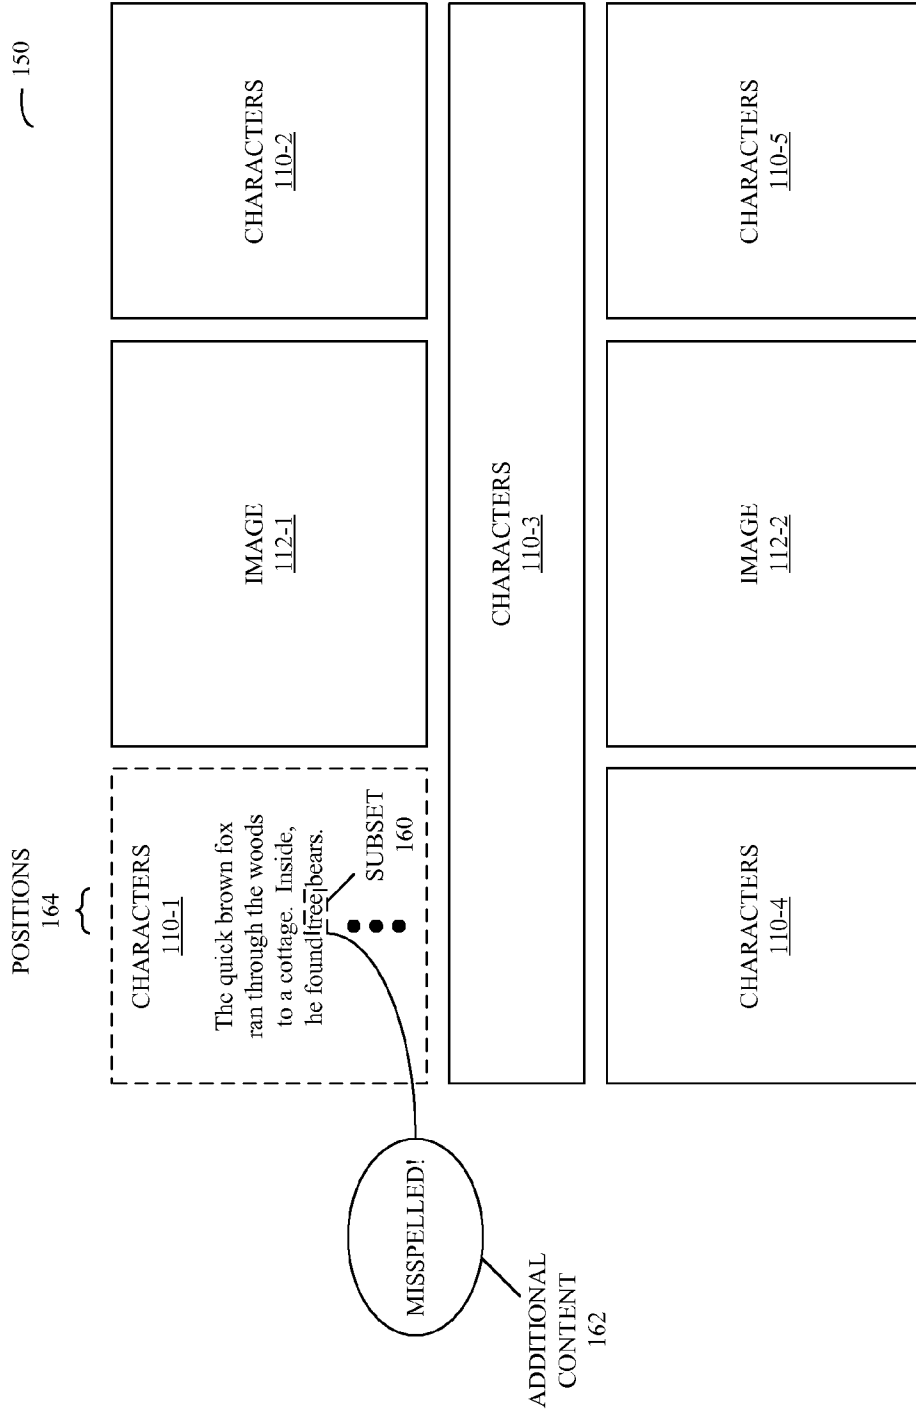 150
POSITIONS
164
CHARACTERS
110-1
The quick brown fox
ran through the woods
to a cottage.  Inside,
he found tree bears.
SUBSET
160
IMAGE
112-1
CHARACTERS
110-2
MISSPELLED!
ADDITIONAL
CONTENT
162
CHARACTERS
110-3
CHARACTERS
110-4
IMAGE
112-2
CHARACTERS
110-5